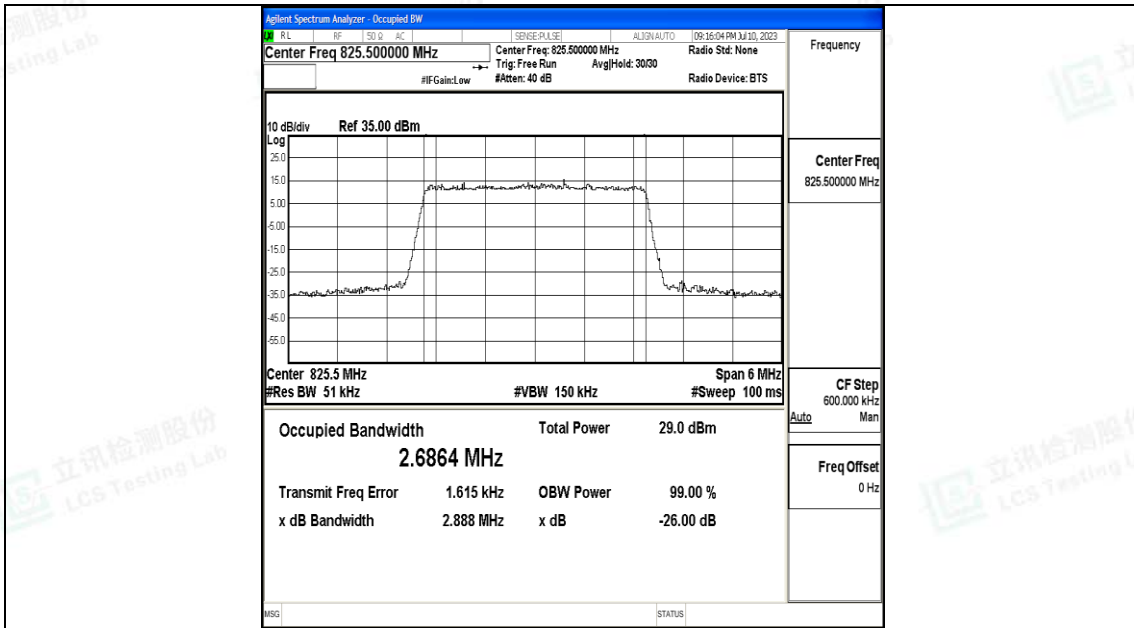 Agilent Spectrum Analyzer - Occupied BW
RL RF 50 Ω AC SENSE:PULSE ALIGN AUTO 09:16:04 PM Jul 10, 2023
Center Freq 825.500000 MHz
Center Freq: 825.500000 MHz
Radio Std: None
Trig: Free Run Avg|Hold: 30/30
#IFGain:Low #Atten: 40 dB Radio Device: BTS
10 dB/div Ref 35.00 dBm
Log
25.0
15.0
5.00
-5.00
-15.0
-25.0
-35.0
-45.0
-55.0
Center 825.5 MHz Span 6 MHz
#Res BW 51 kHz #VBW 150 kHz #Sweep 100 ms
Occupied Bandwidth Total Power 29.0 dBm
2.6864 MHz
Transmit Freq Error 1.615 kHz OBW Power 99.00 %
x dB Bandwidth 2.888 MHz x dB -26.00 dB
MSG STATUS
Frequency
Center Freq
825.500000 MHz
CF Step
600.000 kHz
Auto Man
Freq Offset
0 Hz
立讯检测股份
LCS Testing Lab